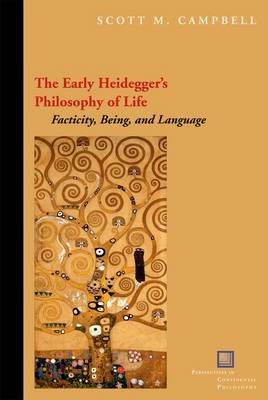 SCOTT M. CAMPBELL
The Early Heidegger's
Philosophy of Life
Facticity, Being, and Language
PERSPECTIVES IN
CONTINENTAL
PHILOSOPHY